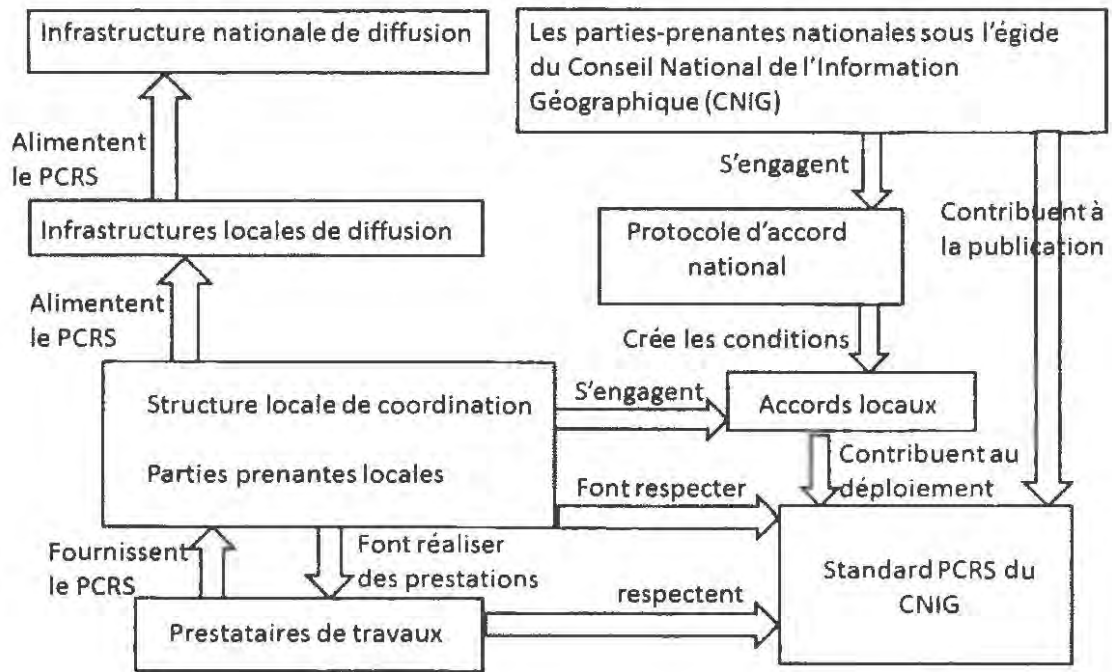 Infrastructure nationale de diffusion
Les parties-prenantes nationales sous l'égide
du Conseil National de l'Information
Géographique (CNIG)
Alimentent
le PCRS
S'engagent
Contribuent à
la publication
Infrastructures locales de diffusion
Protocole d'accord
national
Alimentent
le PCRS
Crée les conditions
Structure locale de coordination
Parties prenantes locales
S'engagent
Accords locaux
Contribuent au
déploiement
Font respecter
Fournissent
le PCRS
Font réaliser
des prestations
Standard PCRS du
CNIG
respectent
Prestataires de travaux